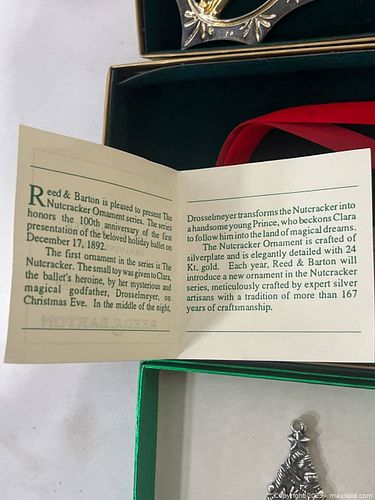 Reed & Barton is pleased to present The
Nutcracker Ornament series. The series
honors the 100th anniversary of the first
presentation of the beloved holiday ballet on
December 17, 1892.
The first ornament in the series is The
Nutcracker. The small toy was given to Clara,
the ballet's heroine, by her mysterious and
magical godfather, Drosselmeyer, on
Christmas Eve. In the middle of the night,
Drosselmeyer transforms the Nutcracker into
a handsome young Prince, who beckons Clara
to follow him into the land of magical dreams.
The Nutcracker Ornament is crafted of
silverplate and is elegantly detailed with 24
Kt. gold. Each year, Reed & Barton will
introduce a new ornament in the Nutcracker
series, meticulously crafted by expert silver
artisans with a tradition of more than 167
years of craftsmanship.
REED & BARTON